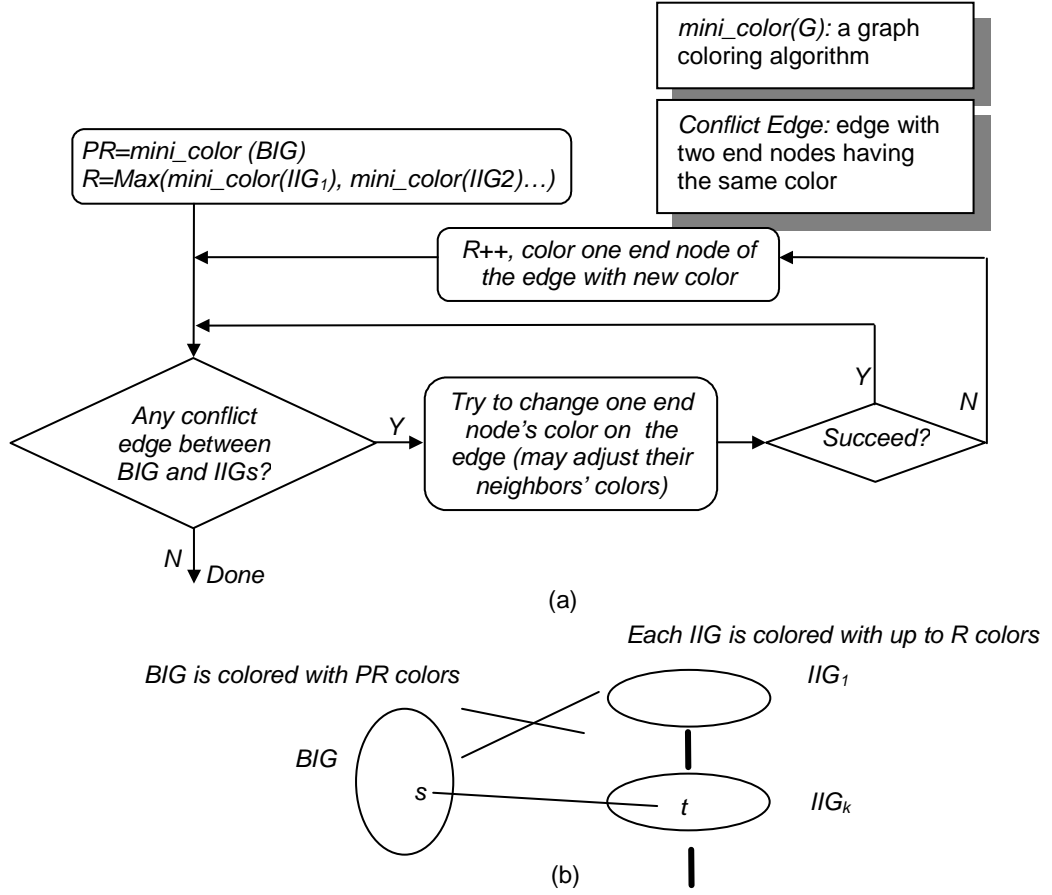 mini_color(G): a graph
coloring algorithm
Conflict Edge: edge with
two end nodes having
the same color
PR=mini_color (BIG)
R=Max(mini_color(IIG1), mini_color(IIG2)…)
R++, color one end node of
the edge with new color
Any conflict
edge between
BIG and IIGs?
Y
Try to change one end
node's color on the
edge (may adjust their
neighbors' colors)
Succeed?
Y
N
N
Done
(a)
Each IIG is colored with up to R colors
BIG is colored with PR colors
IIG1
BIG
s
t
IIGk
(b)